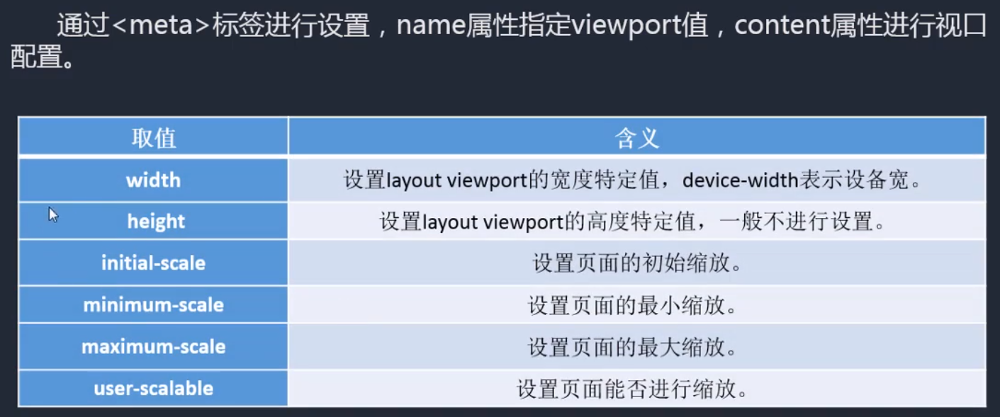 通过<meta>标签进行设置，name属性指定viewport值，content属性进行视口
配置。
取值 含义
width 设置layout viewport的宽度特定值，device-width表示设备宽。
height 设置layout viewport的高度特定值，一般不进行设置。
initial-scale 设置页面的初始缩放。
minimum-scale 设置页面的最小缩放。
maximum-scale 设置页面的最大缩放。
user-scalable 设置页面能否进行缩放。